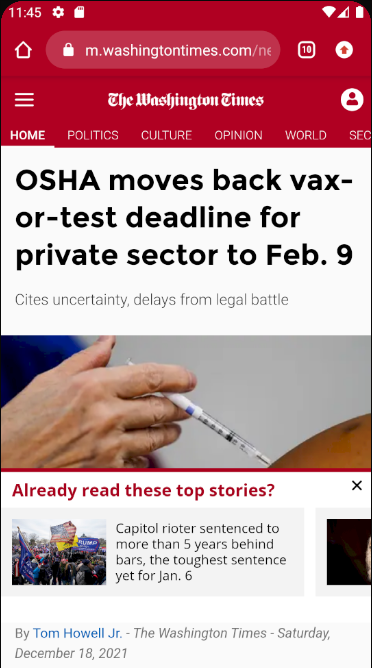 11:45
m.washingtontimes.com/ne
10
The Washington Times
HOME POLITICS CULTURE OPINION WORLD SEC
OSHA moves back vax-
or-test deadline for
private sector to Feb. 9
Cites uncertainty, delays from legal battle
Already read these top stories?
Capitol rioter sentenced to
more than 5 years behind
bars, the toughest sentence
yet for Jan. 6
By Tom Howell Jr. - The Washington Times - Saturday,
December 18, 2021